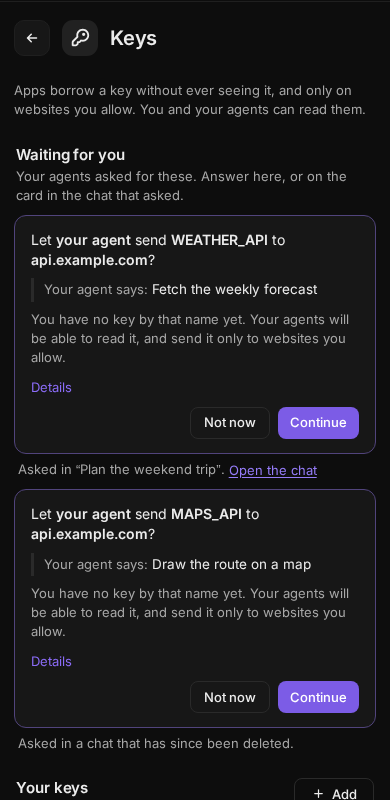 Keys
Apps borrow a key without ever seeing it, and only on
websites you allow. You and your agents can read them.
Waiting for you
Your agents asked for these. Answer here, or on the
card in the chat that asked.
Let your agent send WEATHER_API to
api.example.com?
Your agent says: Fetch the weekly forecast
You have no key by that name yet. Your agents will
be able to read it, and send it only to websites you
allow.
Details
Not now
Continue
Asked in “Plan the weekend trip”. Open the chat
Let your agent send MAPS_API to
api.example.com?
Your agent says: Draw the route on a map
You have no key by that name yet. Your agents will
be able to read it, and send it only to websites you
allow.
Details
Not now
Continue
Asked in a chat that has since been deleted.
Your keys
+ Add